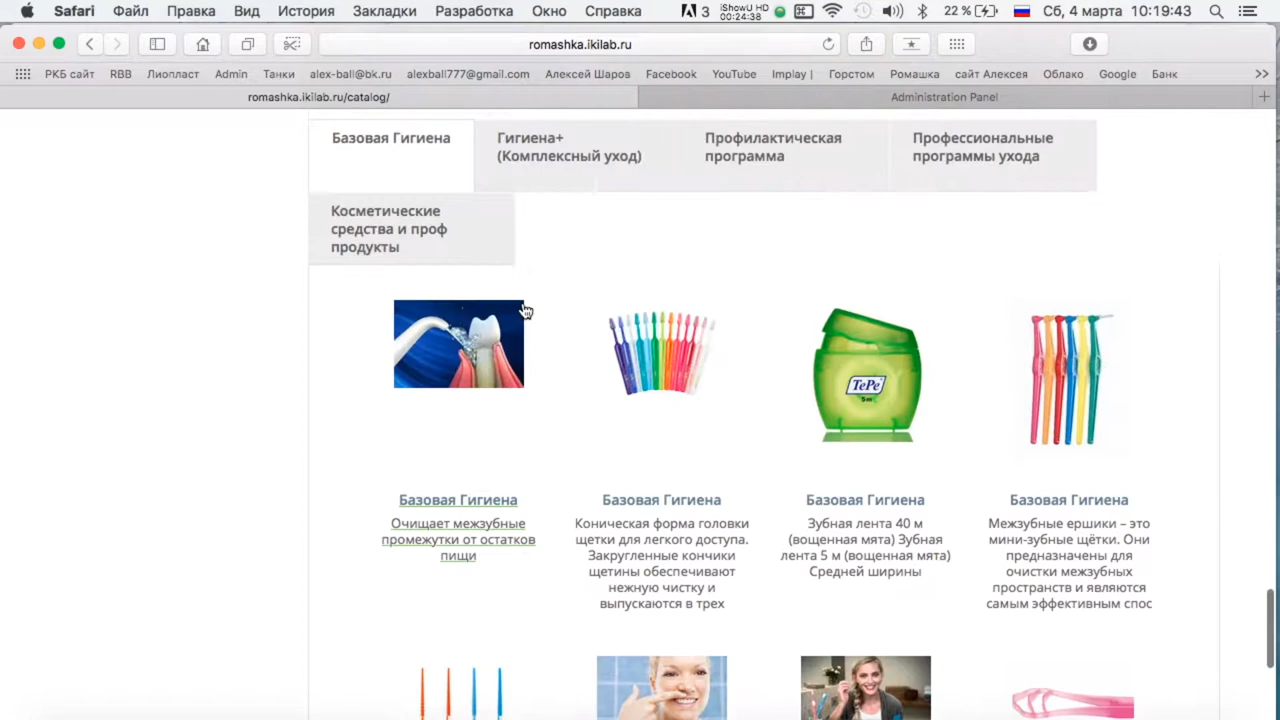 Safari Файл Правка Вид История Закладки Разработка Окно Справка 3 iShowU HD 00:24:38 22 % Сб, 4 марта 10:19:43
romashka.ikilab.ru
РКБ сайт RBB Лиопласт Admin Танки alex-ball@bk.ru alexball777@gmail.com Алексей Шаров Facebook YouTube Implay | Горстом Ромашка сайт Алексея Облако Google Банк >>
romashka.ikilab.ru/catalog/ Administration Panel +
Базовая Гигиена
Гигиена+
(Комплексный уход)
Профилактическая
программа
Профессиональные
программы ухода
Косметические
средства и проф
продукты
TePe
5m
Базовая Гигиена
Очищает межзубные
промежутки от остатков
пищи
Базовая Гигиена
Коническая форма головки
щетки для легкого доступа.
Закругленные кончики
щетины обеспечивают
нежную чистку и
выпускаются в трех
Базовая Гигиена
Зубная лента 40 м
(вощенная мята) Зубная
лента 5 м (вощенная мята)
Средней ширины
Базовая Гигиена
Межзубные ершики – это
мини-зубные щётки. Они
предназначены для
очистки межзубных
пространств и являются
самым эффективным спос